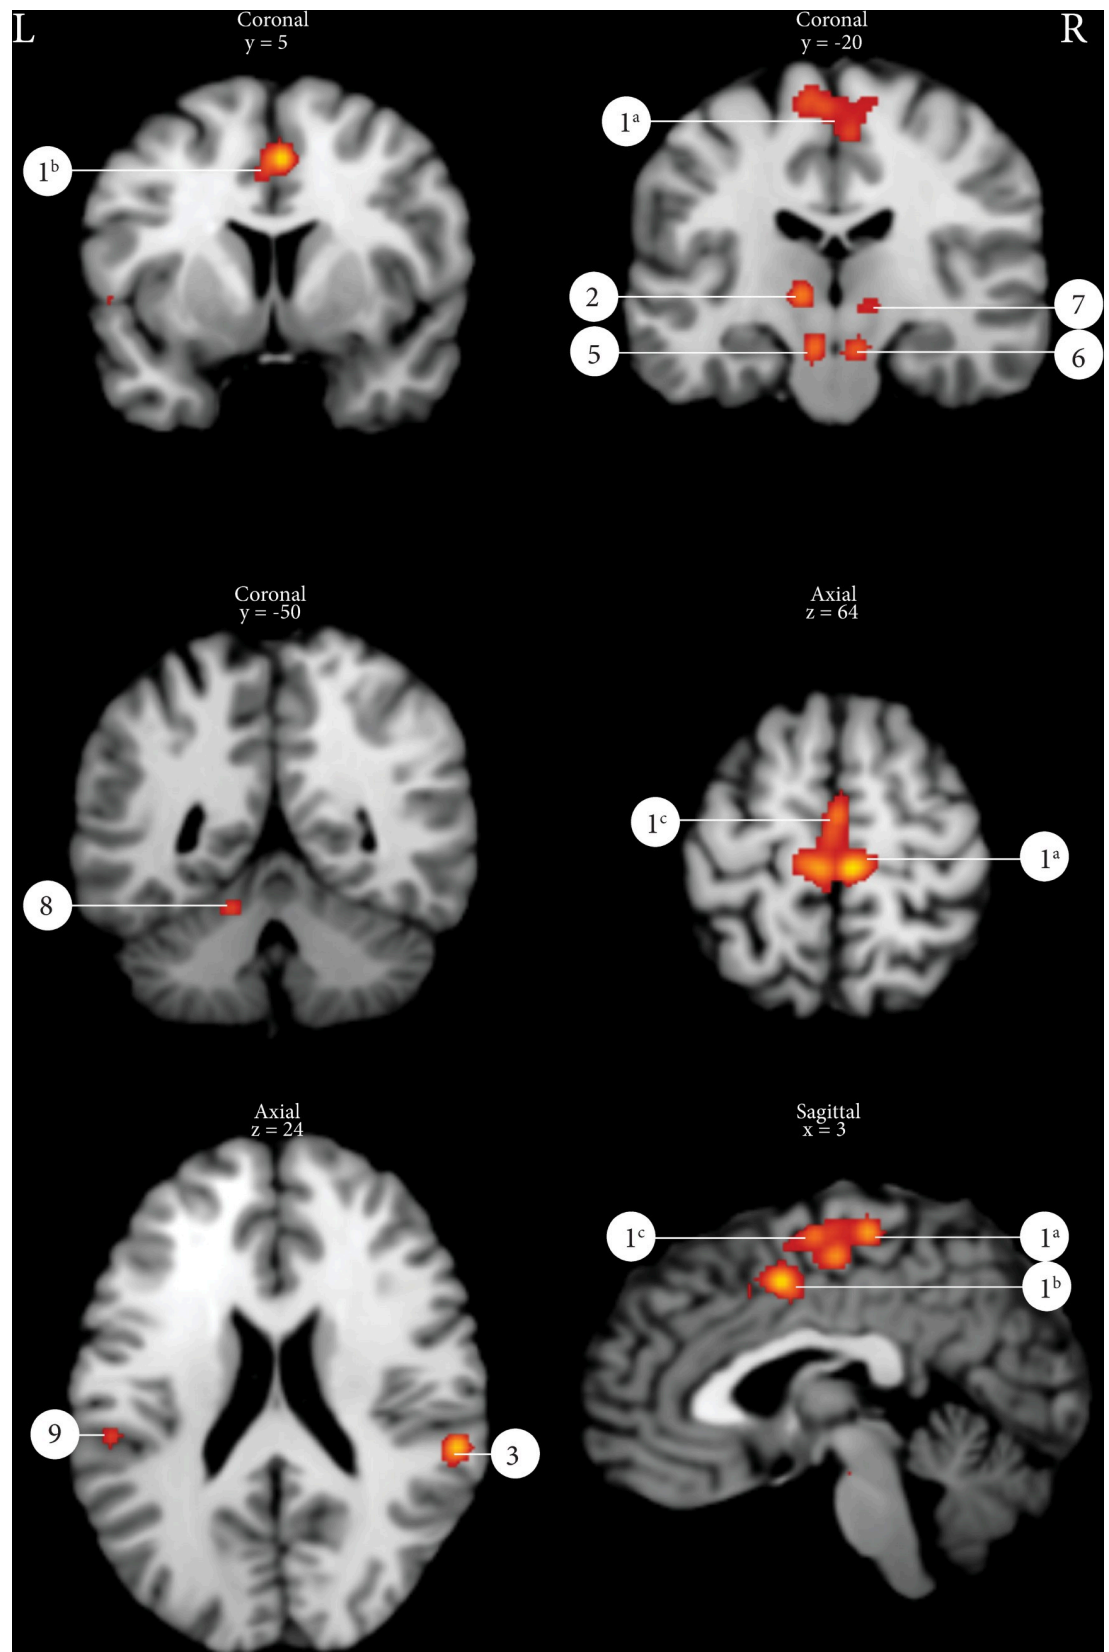 L
Coronal
y = 5
Coronal
y = -20
R
1ᵃ
1ᵇ
2
7
5
6
Coronal
y = -50
Axial
z = 64
1ᶜ
1ᵃ
8
Axial
z = 24
Sagittal
x = 3
1ᶜ
1ᵃ
1ᵇ
9
3